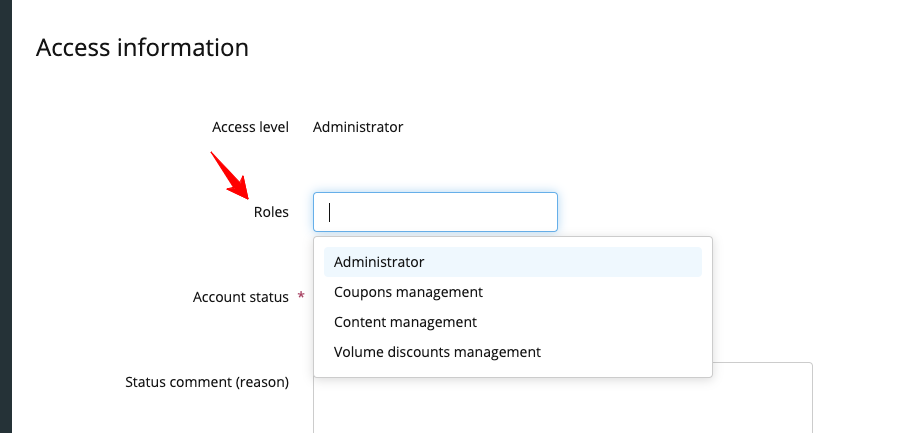 Access information
Access level Administrator
Roles
Administrator
Coupons management
Account status *
Content management
Volume discounts management
Status comment (reason)